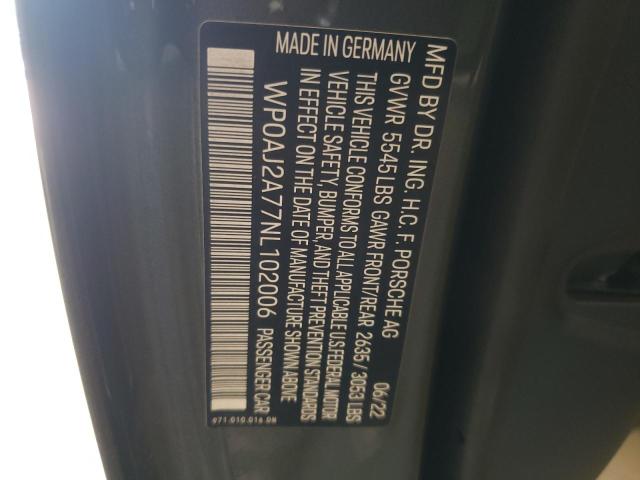 MFD BY DR. ING. H.C. F. PORSCHE AG
GVWR 5545 LBS GAWR FRONT/REAR 2635 / 3053 LBS
06/22
THIS VEHICLE CONFORMS TO ALL APPLICABLE U.S. FEDERAL MOTOR
VEHICLE SAFETY, BUMPER, AND THEFT PREVENTION STANDARDS
IN EFFECT ON THE DATE OF MANUFACTURE SHOWN ABOVE
MADE IN GERMANY
WP0AJ2A77NL102006 PASSENGER CAR
971.010.016.DN